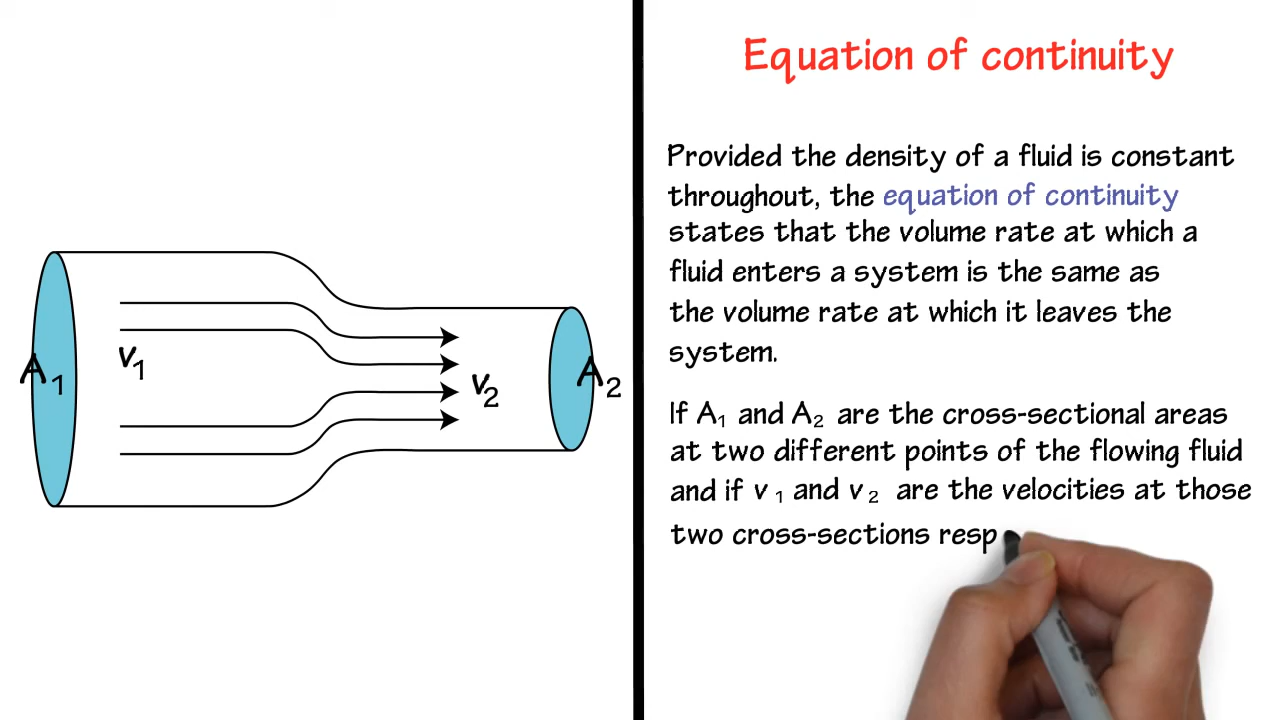 Equation of continuity
Provided the density of a fluid is constant
throughout, the equation of continuity
states that the volume rate at which a
fluid enters a system is the same as
the volume rate at which it leaves the
system.
If A₁ and A₂ are the cross-sectional areas
at two different points of the flowing fluid
and if v₁ and v₂ are the velocities at those
two cross-sections resp
A₁
v₁
v₂
A₂